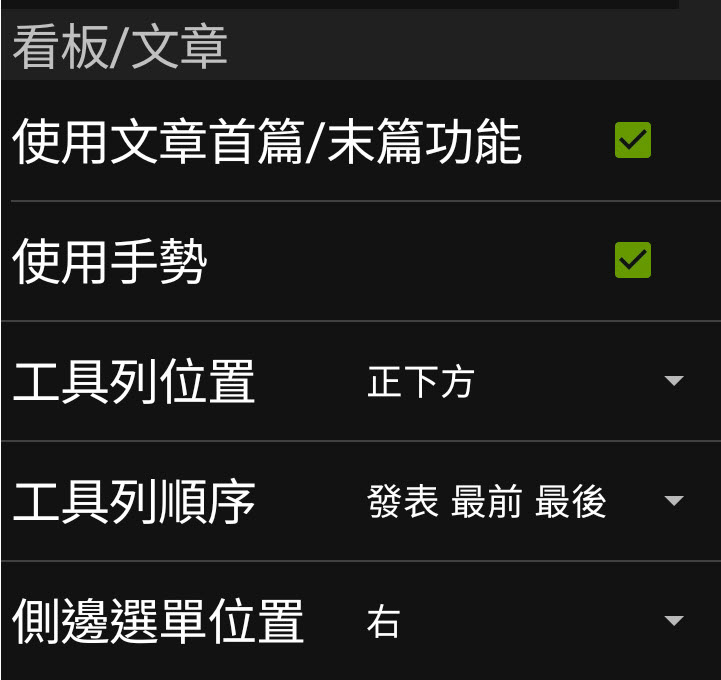 看板/文章
使用文章首篇/末篇功能
使用手勢
工具列位置 正下方
工具列順序 發表 最前 最後
側邊選單位置 右